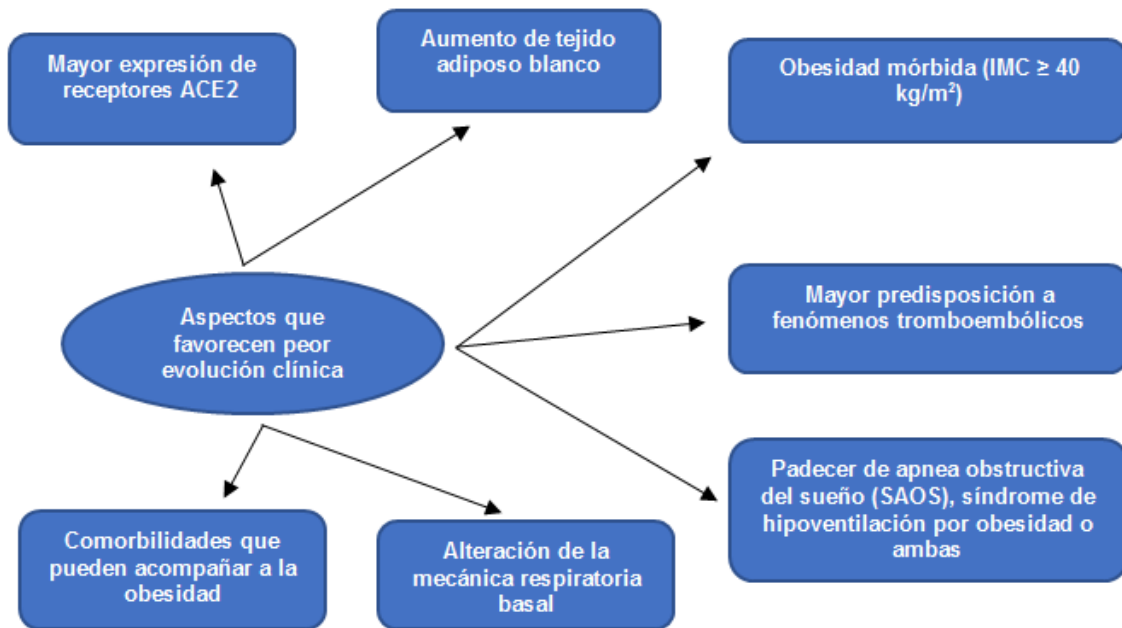 Mayor expresión de
receptores ACE2
Aumento de tejido
adiposo blanco
Obesidad mórbida (IMC ≥ 40
kg/m²)
Aspectos que
favorecen peor
evolución clínica
Mayor predisposición a
fenómenos tromboembólicos
Padecer de apnea obstructiva
del sueño (SAOS), síndrome de
hipoventilación por obesidad o
ambas
Comorbilidades que
pueden acompañar a la
obesidad
Alteración de la
mecánica respiratoria
basal